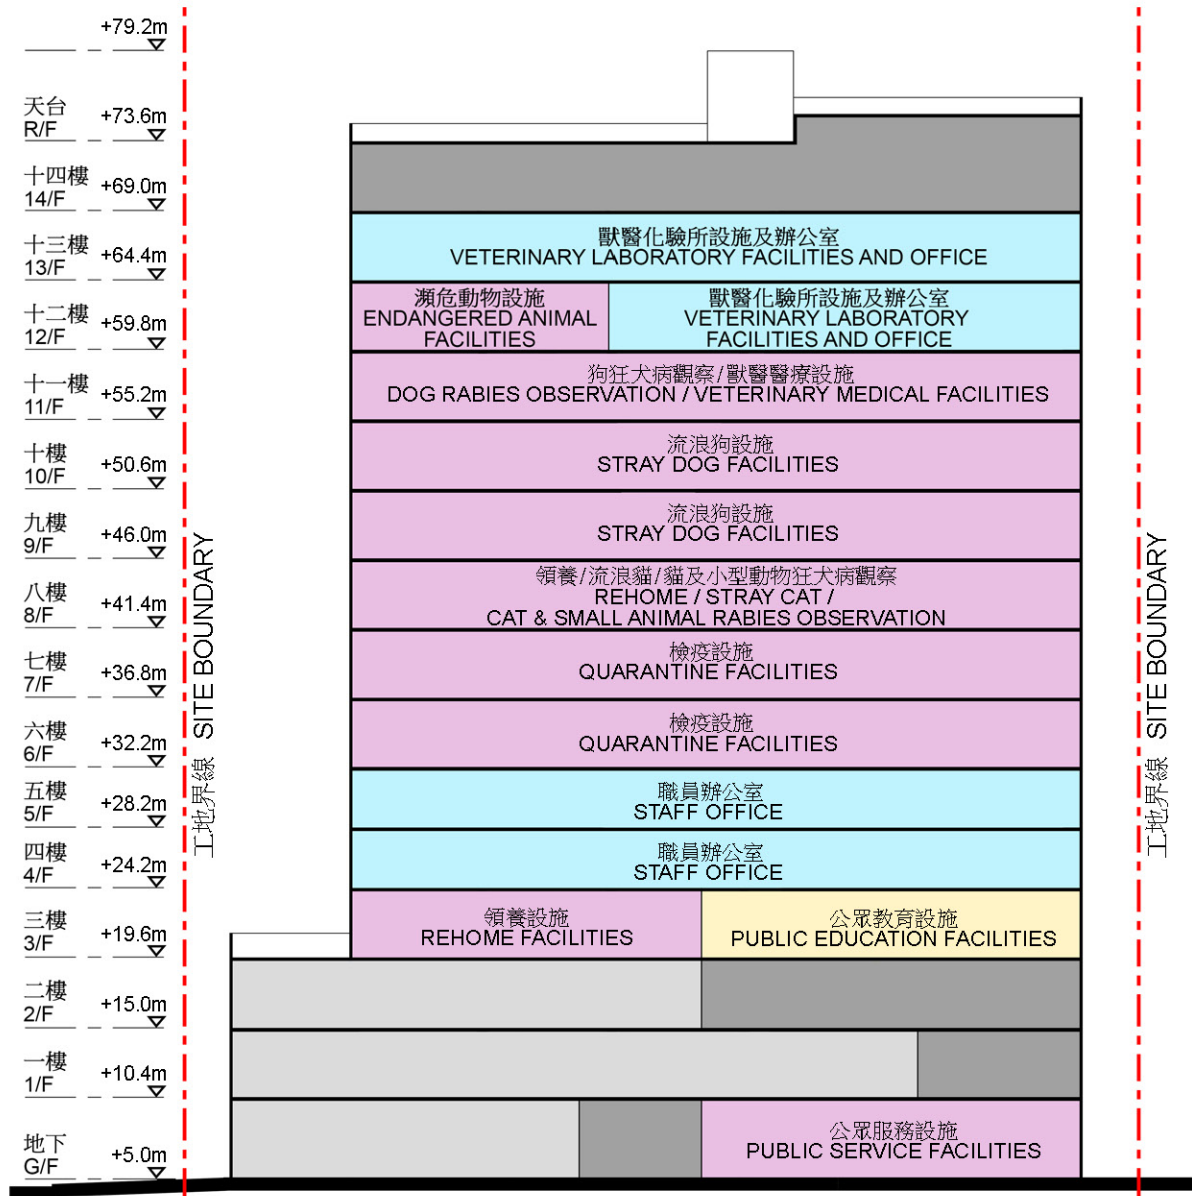 +79.2m
天台
R/F
+73.6m
十四樓
14/F
+69.0m
十三樓
13/F
+64.4m
獸醫化驗所設施及辦公室
VETERINARY LABORATORY FACILITIES AND OFFICE
十二樓
12/F
+59.8m
瀕危動物設施
ENDANGERED ANIMAL
FACILITIES
獸醫化驗所設施及辦公室
VETERINARY LABORATORY
FACILITIES AND OFFICE
十一樓
11/F
+55.2m
狗狂犬病觀察/獸醫醫療設施
DOG RABIES OBSERVATION / VETERINARY MEDICAL FACILITIES
十樓
10/F
+50.6m
流浪狗設施
STRAY DOG FACILITIES
九樓
9/F
+46.0m
流浪狗設施
STRAY DOG FACILITIES
八樓
8/F
+41.4m
領養/流浪貓/貓及小型動物狂犬病觀察
REHOME / STRAY CAT /
CAT & SMALL ANIMAL RABIES OBSERVATION
七樓
7/F
+36.8m
檢疫設施
QUARANTINE FACILITIES
六樓
6/F
+32.2m
檢疫設施
QUARANTINE FACILITIES
五樓
5/F
+28.2m
職員辦公室
STAFF OFFICE
四樓
4/F
+24.2m
職員辦公室
STAFF OFFICE
三樓
3/F
+19.6m
領養設施
REHOME FACILITIES
公眾教育設施
PUBLIC EDUCATION FACILITIES
二樓
2/F
+15.0m
一樓
1/F
+10.4m
地下
G/F
+5.0m
公眾服務設施
PUBLIC SERVICE FACILITIES
工地界線 SITE BOUNDARY
工地界線 SITE BOUNDARY